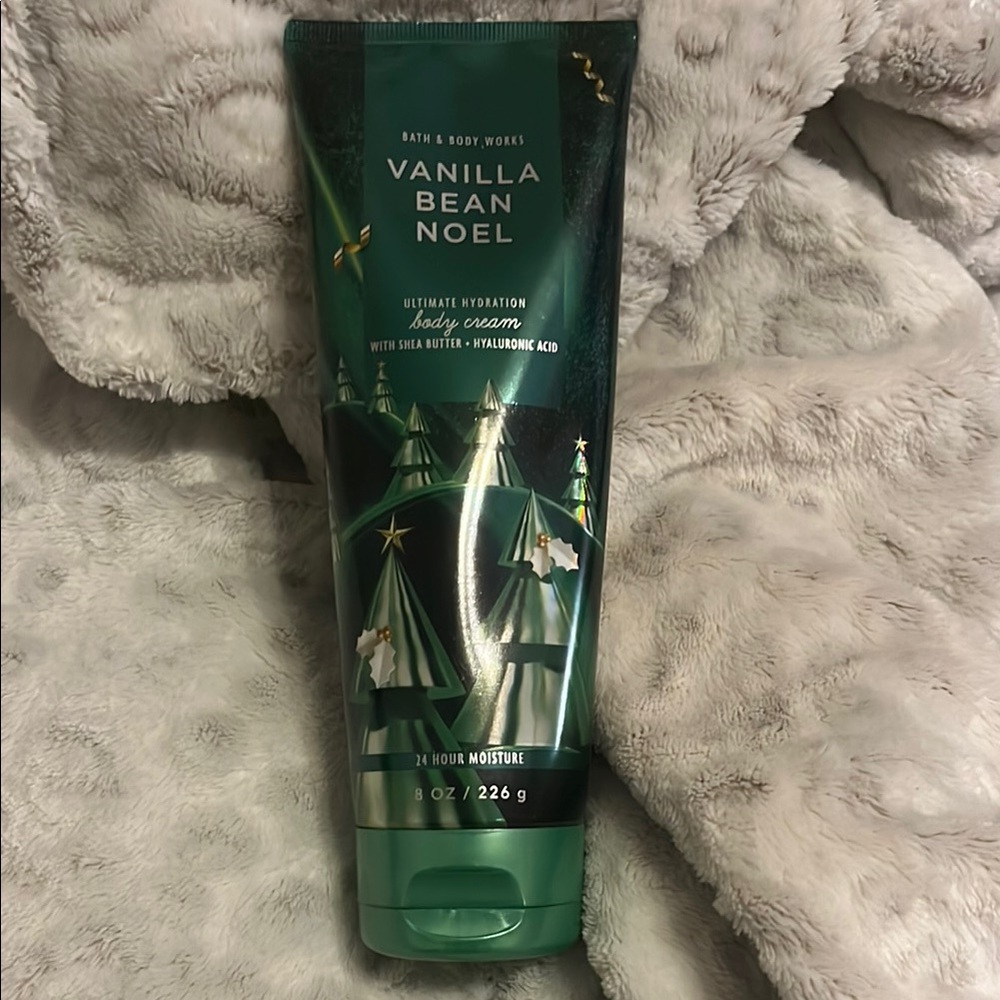 BATH & BODY WORKS
VANILLA
BEAN
NOEL
ULTIMATE HYDRATION
body cream
WITH SHEA BUTTER • HYALURONIC ACID
24 HOUR MOISTURE
8 OZ / 226 g